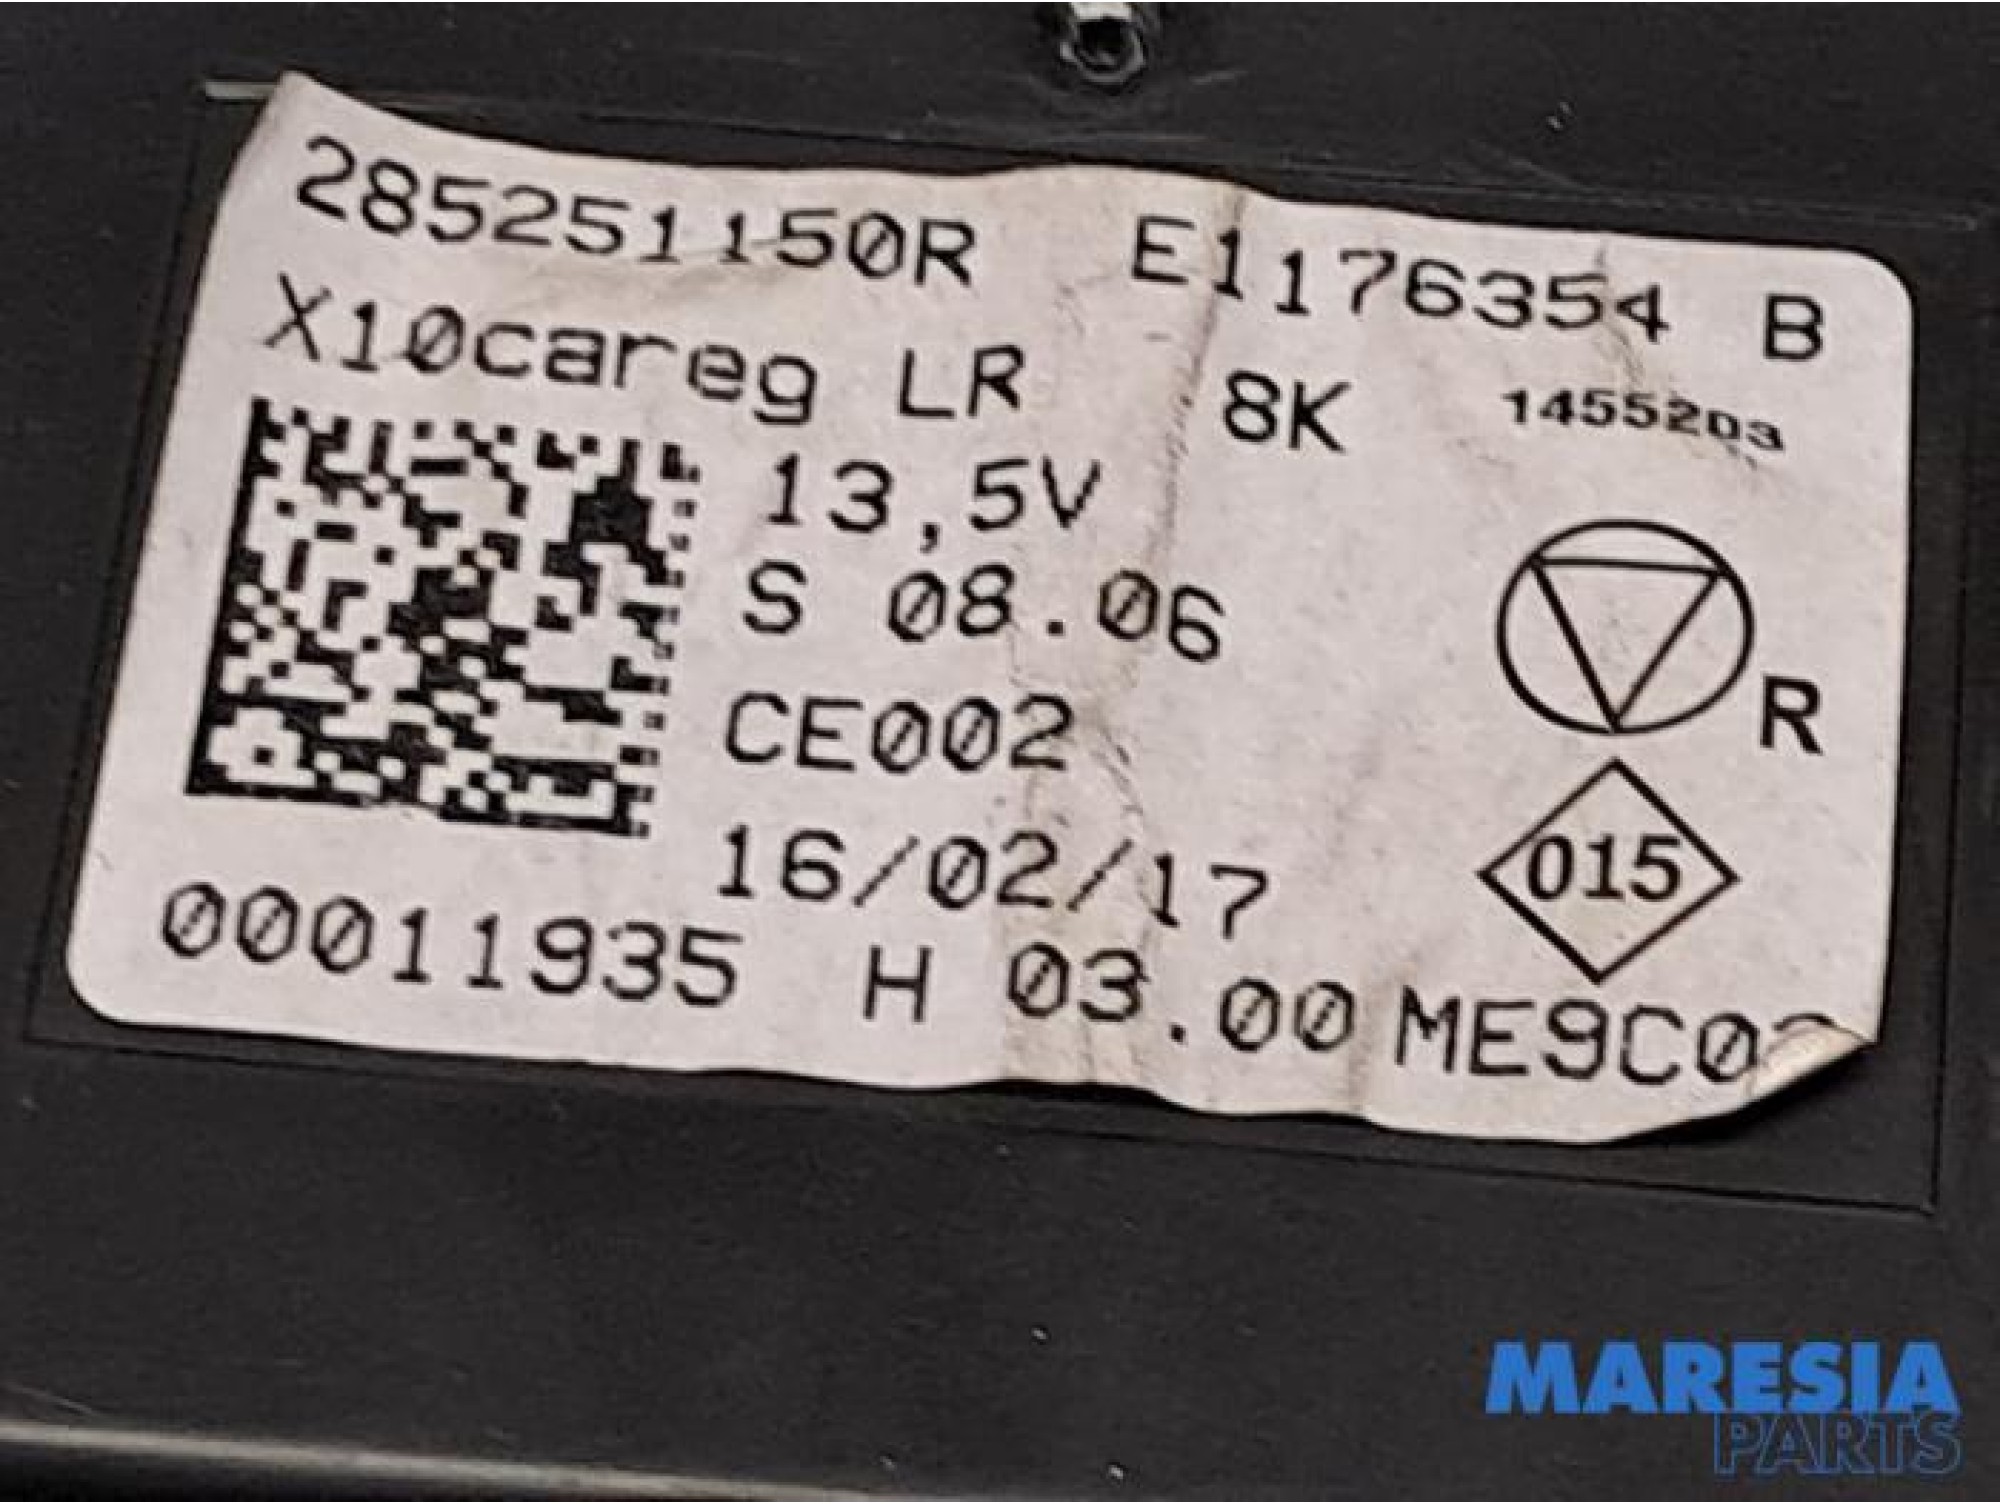 285251150R E1176354 B
X10careg LR 8K 1455203
13,5V
S 08.06
R
CE002
015
16/02/17
00011935 H 03.00 ME9C0
MARESIA
PARTS